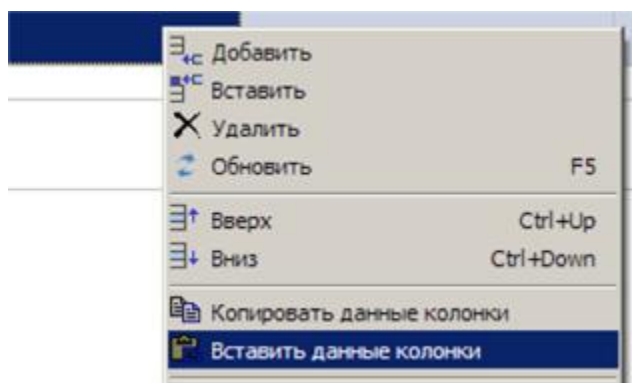 Добавить
Вставить
Удалить
Обновить F5
Вверх Ctrl+Up
Вниз Ctrl+Down
Копировать данные колонки
Вставить данные колонки